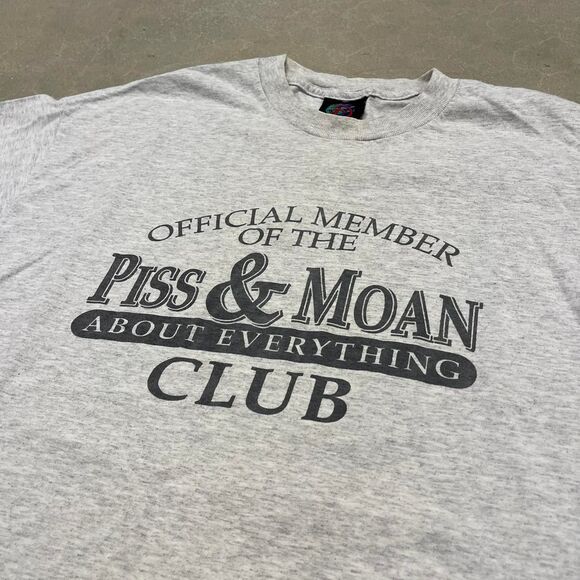 OFFICIAL MEMBER
OF THE
PISS & MOAN
ABOUT EVERYTHING
CLUB